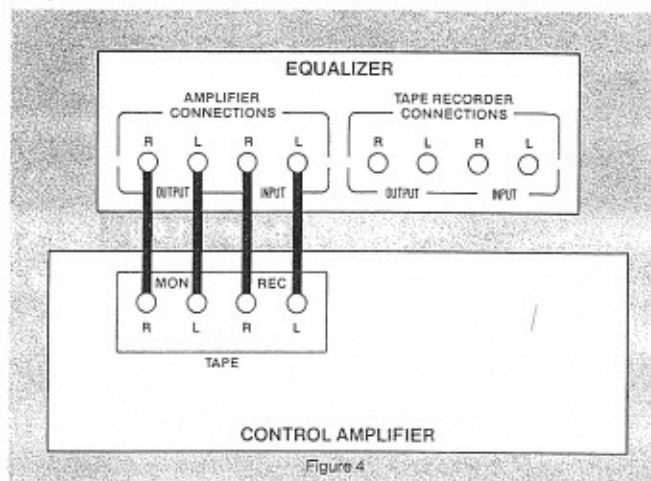 EQUALIZER
AMPLIFIER
CONNECTIONS
TAPE RECORDER
CONNECTIONS
R L R L
R L R L
OUTPUT INPUT
OUTPUT INPUT
MON REC
R L R L
TAPE
CONTROL AMPLIFIER
Figure 4